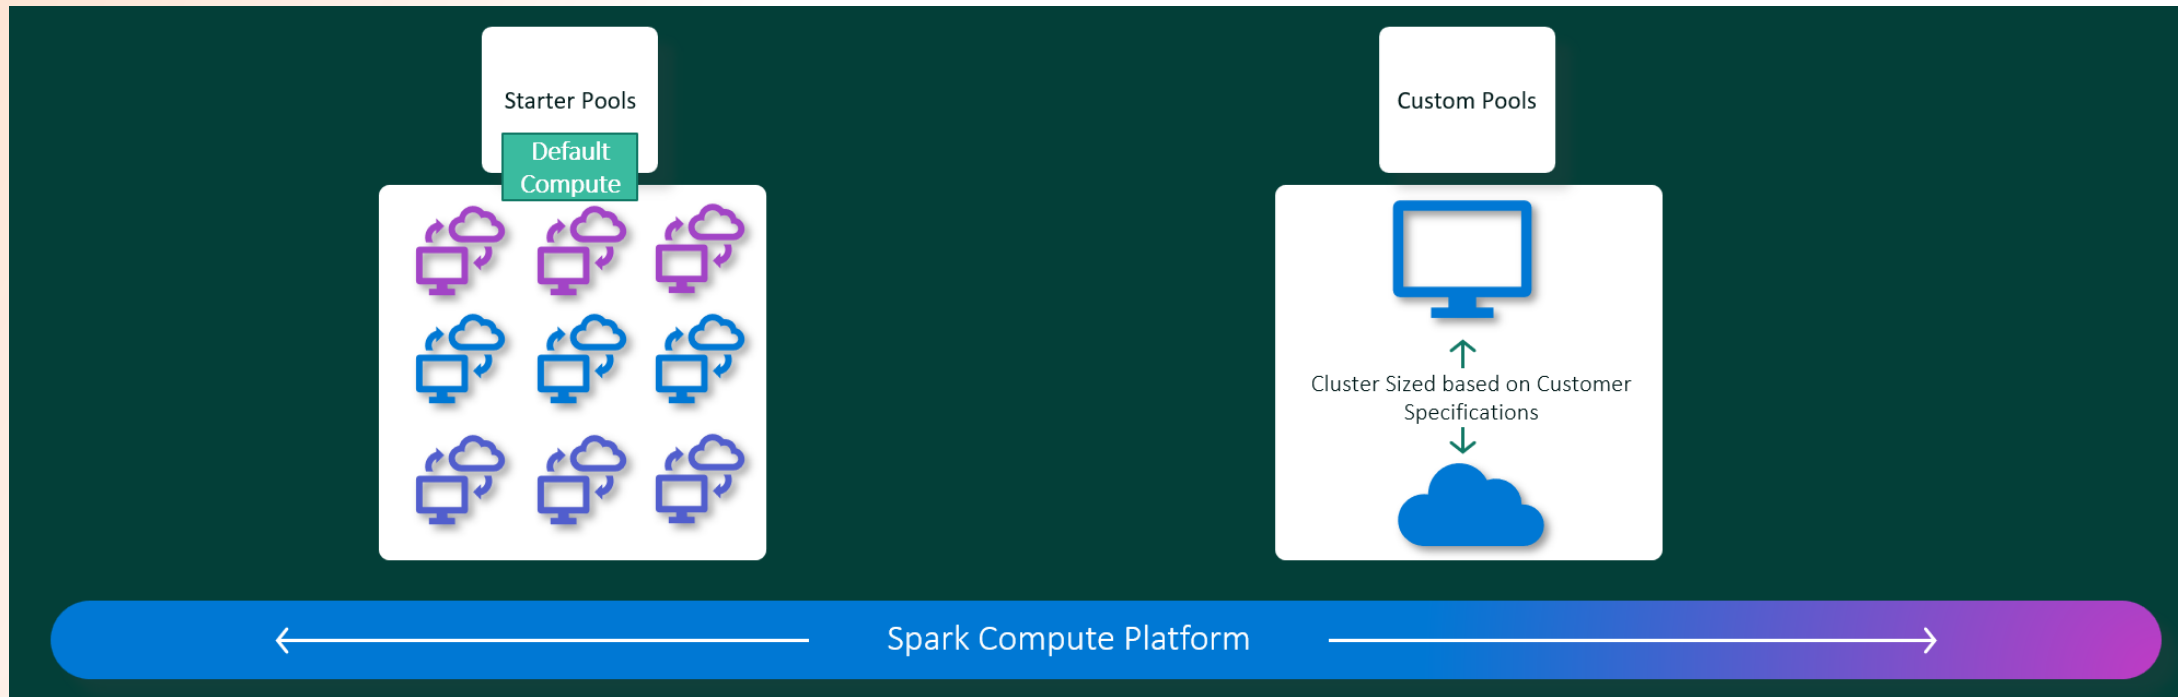 Starter Pools
Default
Compute
Custom Pools
Cluster Sized based on Customer
Specifications
Spark Compute Platform